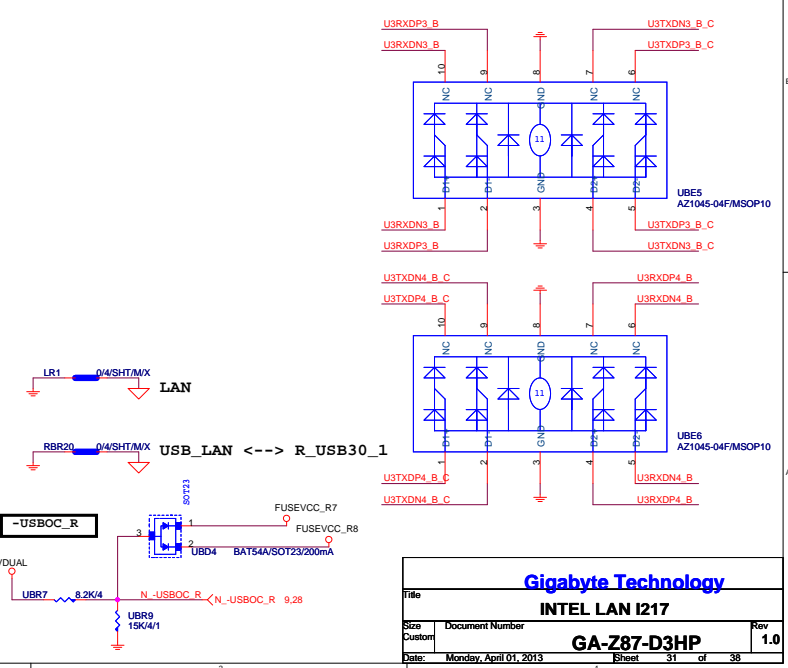 U3RXDP3_B U3TXDN3_B_C
U3RXDN3_B U3TXDP3_B_C
10 9 8 7 6
NC NC GND NC NC
11
D1+ D1- GND D2+ D2-
UBE5
AZ1045-04F/MSOP10
1 2 3 4 5
U3RXDN3_B U3TXDP3_B_C
U3RXDP3_B U3TXDN3_B_C
U3TXDN4_B_C U3RXDP4_B
U3TXDP4_B_C U3RXDN4_B
10 9 8 7 6
NC NC GND NC NC
LR1 0/4/SHT/M/X
LAN
11
D1+ D1- GND D2+ D2-
UBE6
AZ1045-04F/MSOP10
RBR20 0/4/SHT/M/X
USB_LAN <--> R_USB30_1
1 2 3 4 5
U3TXDP4_B_C U3RXDN4_B
U3TXDN4_B_C U3RXDP4_B
SOT23
FUSEVCC_R7
-USBOC_R
1
FUSEVCC_R8
3
2
UBD4 BAT54A/SOT23/200mA
/DUAL
UBR7 8.2K/4 N_-USBOC_R N_-USBOC_R 9,28
UBR9
15K/4/1
Gigabyte Technology
Title
INTEL LAN I217
Size Document Number Rev
Custom GA-Z87-D3HP 1.0
Date: Monday, April 01, 2013 Sheet 31 of 38